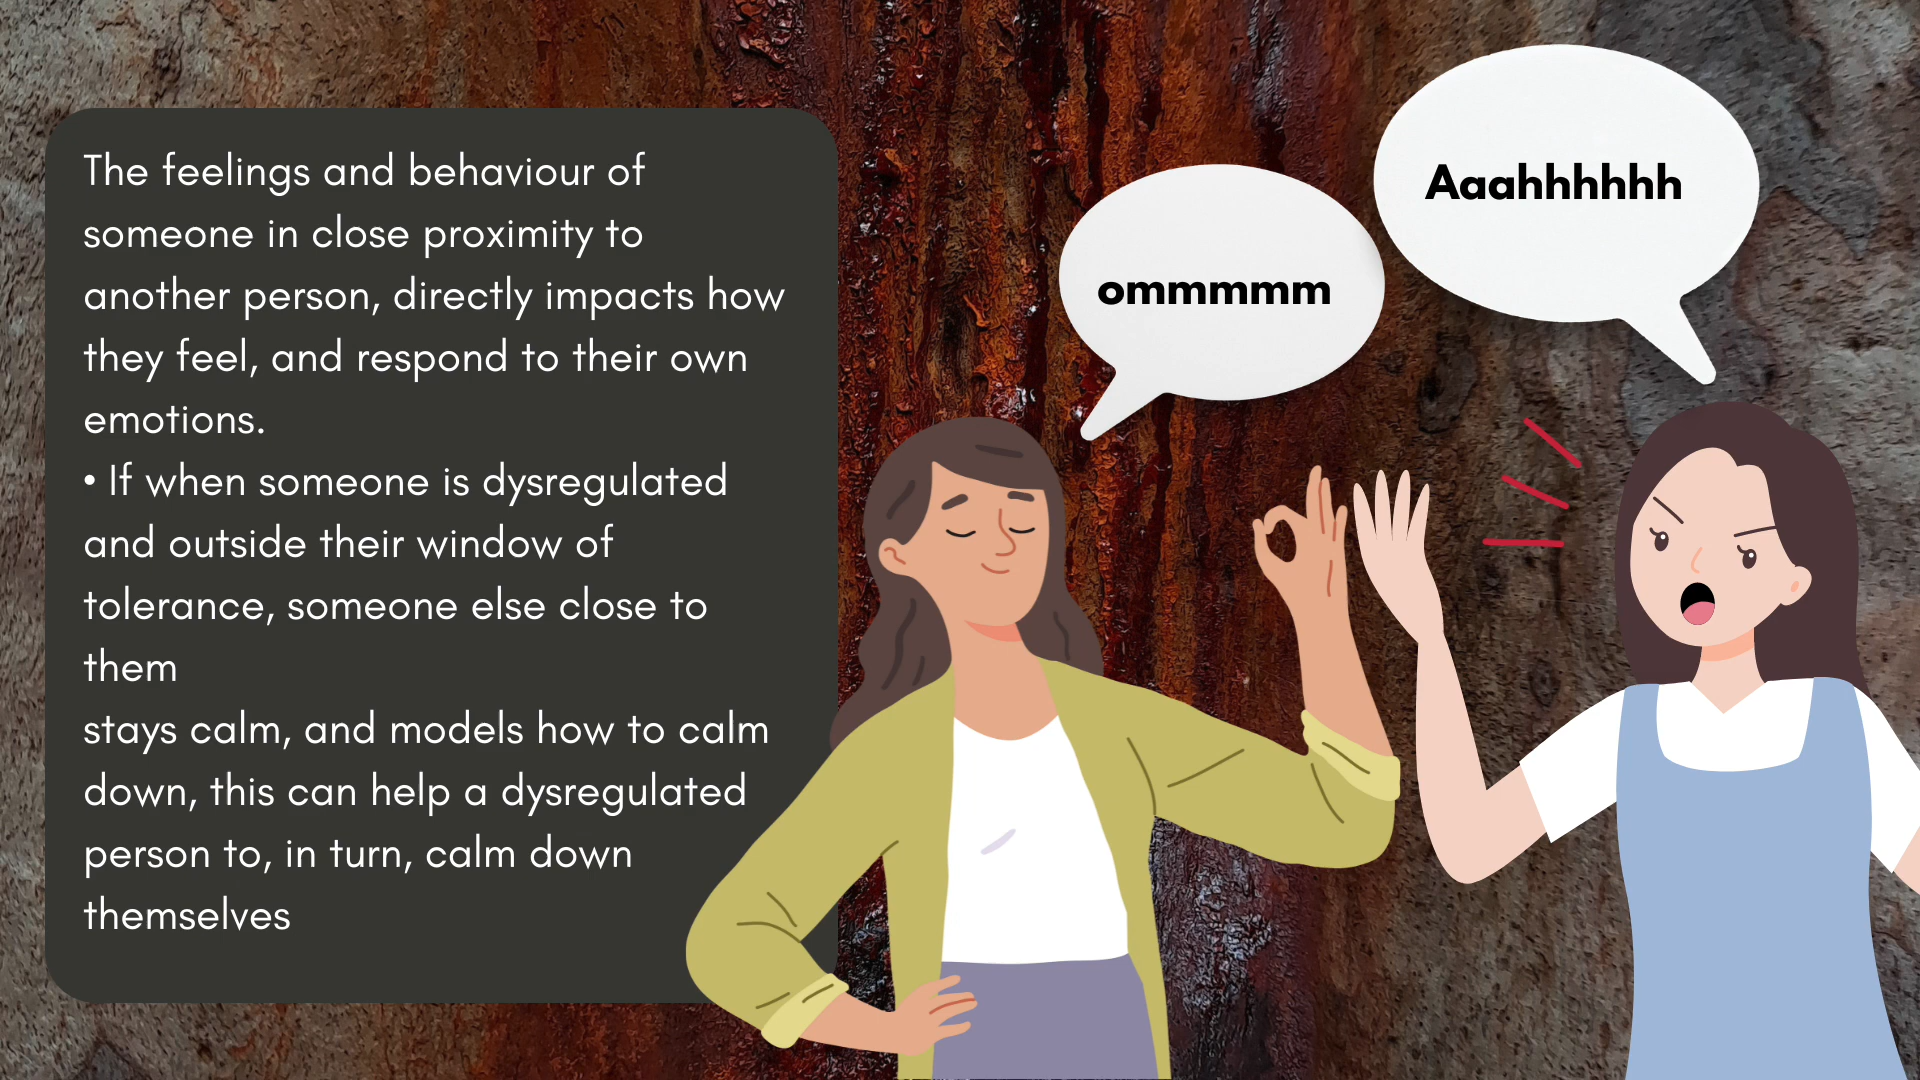 The feelings and behaviour of
someone in close proximity to
another person, directly impacts how
they feel, and respond to their own
emotions.
• If when someone is dysregulated
and outside their window of
tolerance, someone else close to
them
stays calm, and models how to calm
down, this can help a dysregulated
person to, in turn, calm down
themselves
ommmmm
Aaahhhhhh